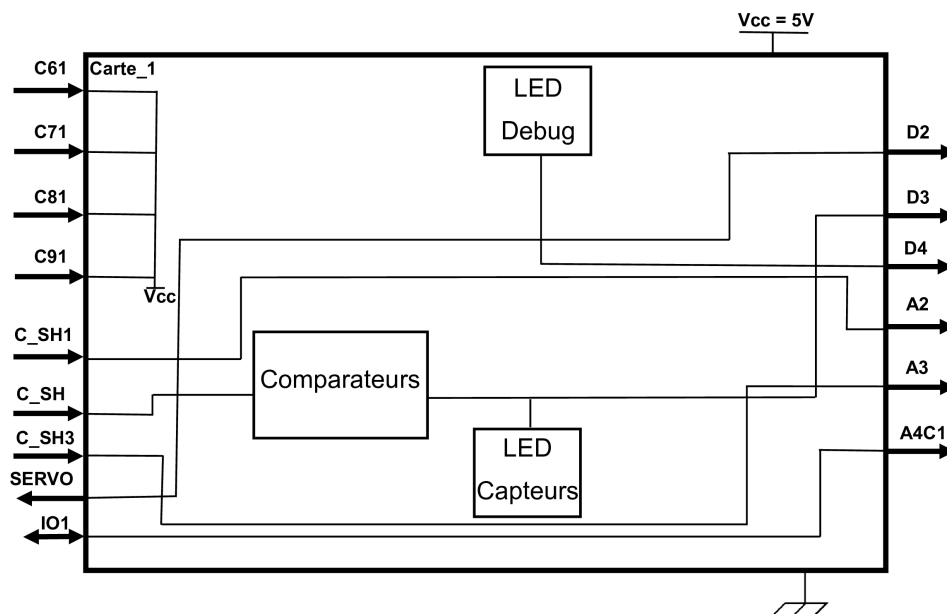 Vcc = 5V
C61
Carte_1
LED
Debug
C71
D2
C81
D3
C91
D4
Vcc
A2
C_SH1
Comparateurs
A3
C_SH
C_SH3
LED
A4C1
SERVO
Capteurs
IO1